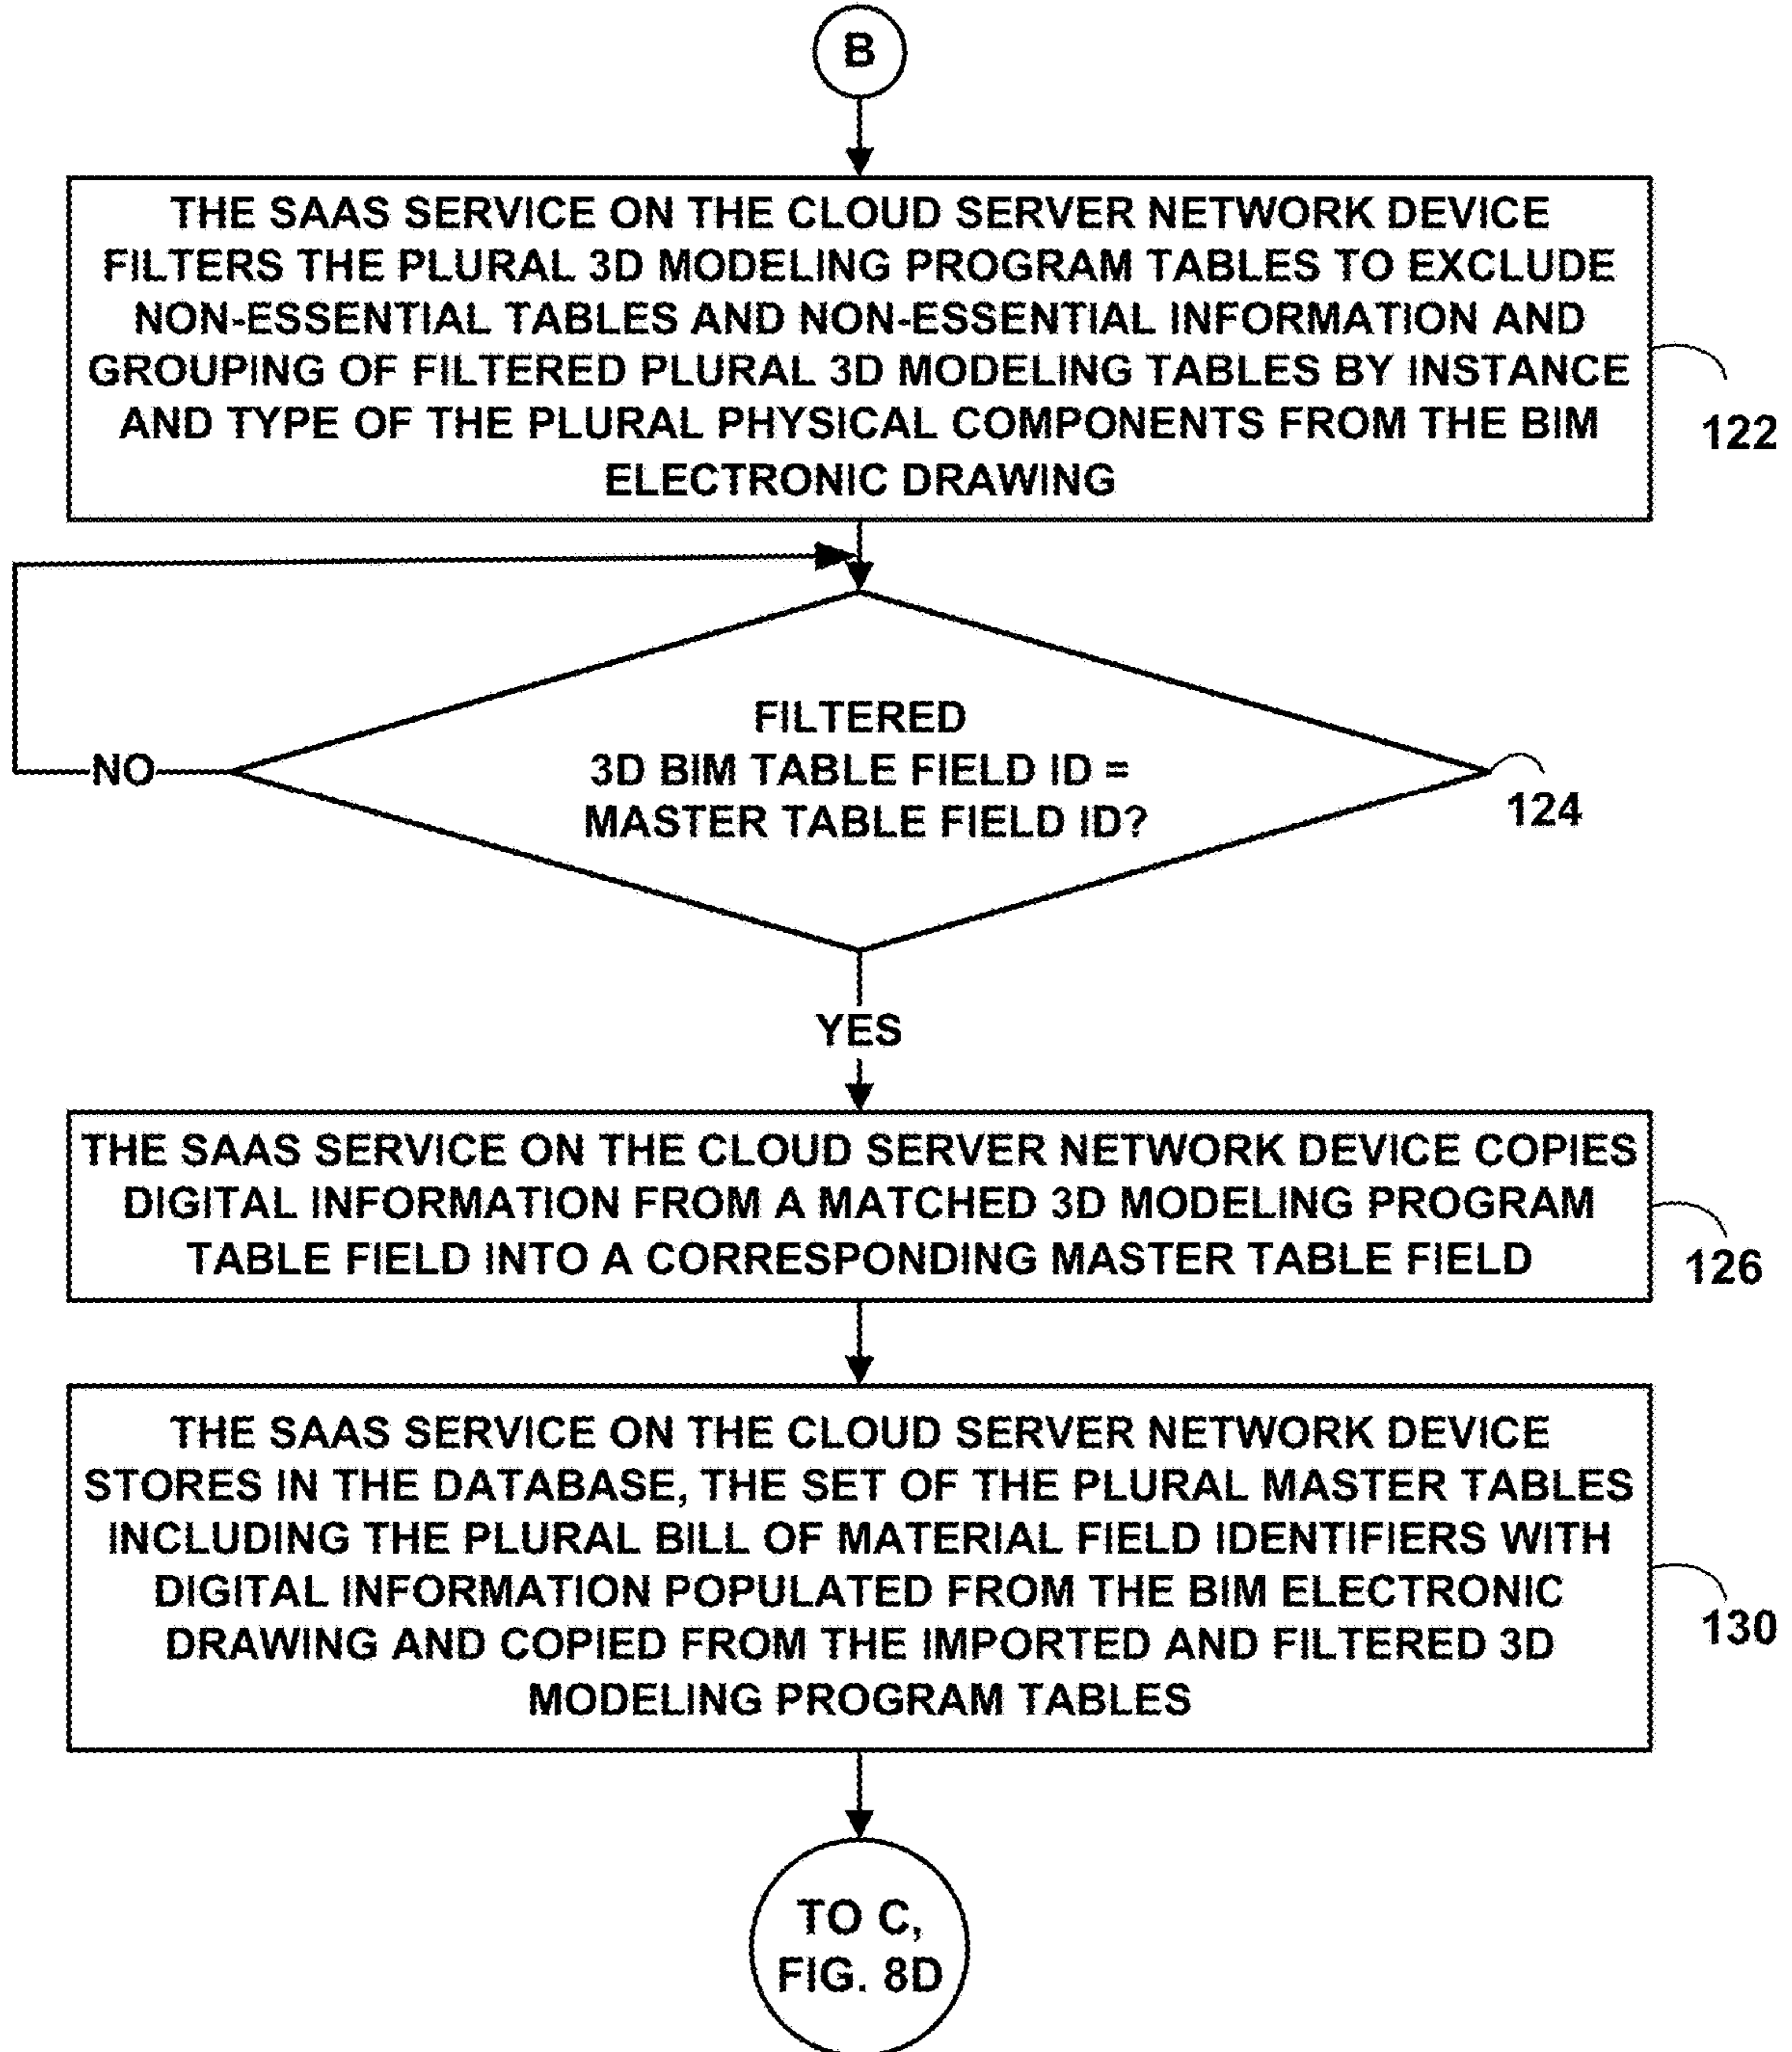 B
THE SAAS SERVICE ON THE CLOUD SERVER NETWORK DEVICE
FILTERS THE PLURAL 3D MODELING PROGRAM TABLES TO EXCLUDE
NON-ESSENTIAL TABLES AND NON-ESSENTIAL INFORMATION AND
GROUPING OF FILTERED PLURAL 3D MODELING TABLES BY INSTANCE
AND TYPE OF THE PLURAL PHYSICAL COMPONENTS FROM THE BIM
ELECTRONIC DRAWING
122
FILTERED
3D BIM TABLE FIELD ID =
MASTER TABLE FIELD ID?
NO
124
YES
THE SAAS SERVICE ON THE CLOUD SERVER NETWORK DEVICE COPIES
DIGITAL INFORMATION FROM A MATCHED 3D MODELING PROGRAM
TABLE FIELD INTO A CORRESPONDING MASTER TABLE FIELD
126
THE SAAS SERVICE ON THE CLOUD SERVER NETWORK DEVICE
STORES IN THE DATABASE, THE SET OF THE PLURAL MASTER TABLES
INCLUDING THE PLURAL BILL OF MATERIAL FIELD IDENTIFIERS WITH
DIGITAL INFORMATION POPULATED FROM THE BIM ELECTRONIC
DRAWING AND COPIED FROM THE IMPORTED AND FILTERED 3D
MODELING PROGRAM TABLES
130
TO C,
FIG. 8D